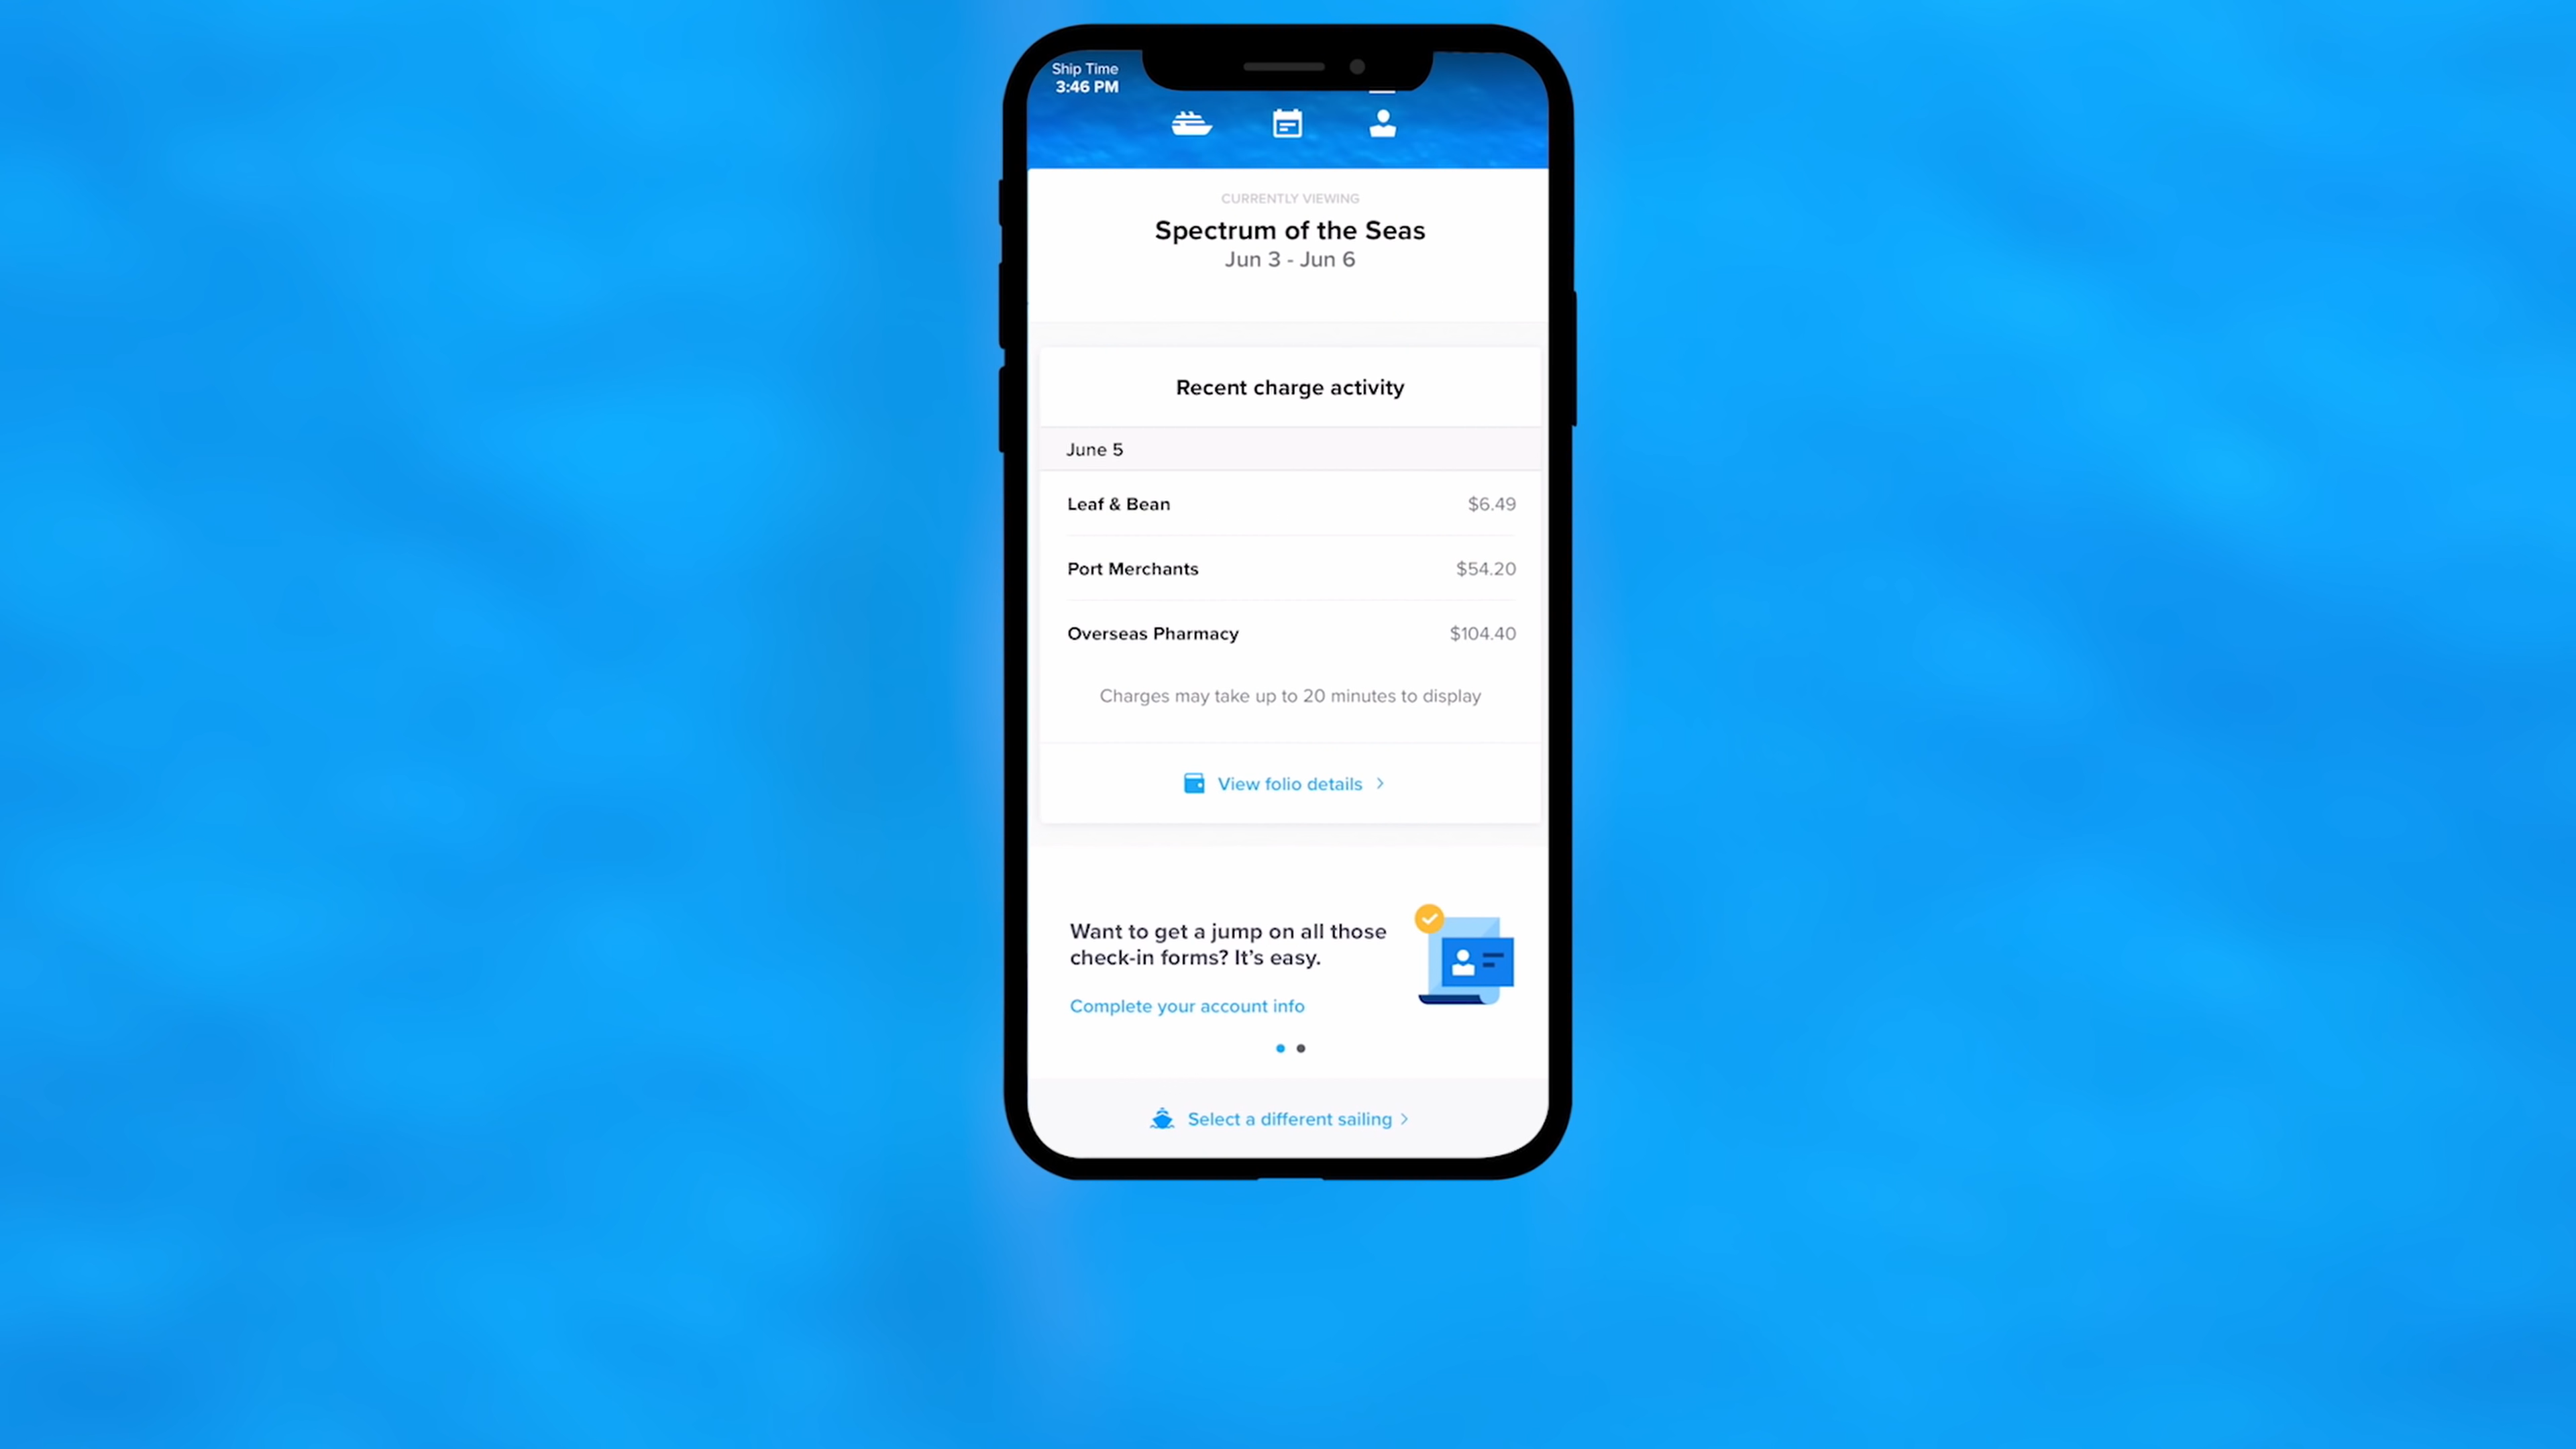 Ship Time
3:46 PM
CURRENTLY VIEWING
Spectrum of the Seas
Jun 3 - Jun 6
Recent charge activity
June 5
Leaf & Bean $6.49
Port Merchants $54.20
Overseas Pharmacy $104.40
Charges may take up to 20 minutes to display
View folio details
Want to get a jump on all those
check-in forms? It's easy.
Complete your account info
Select a different sailing